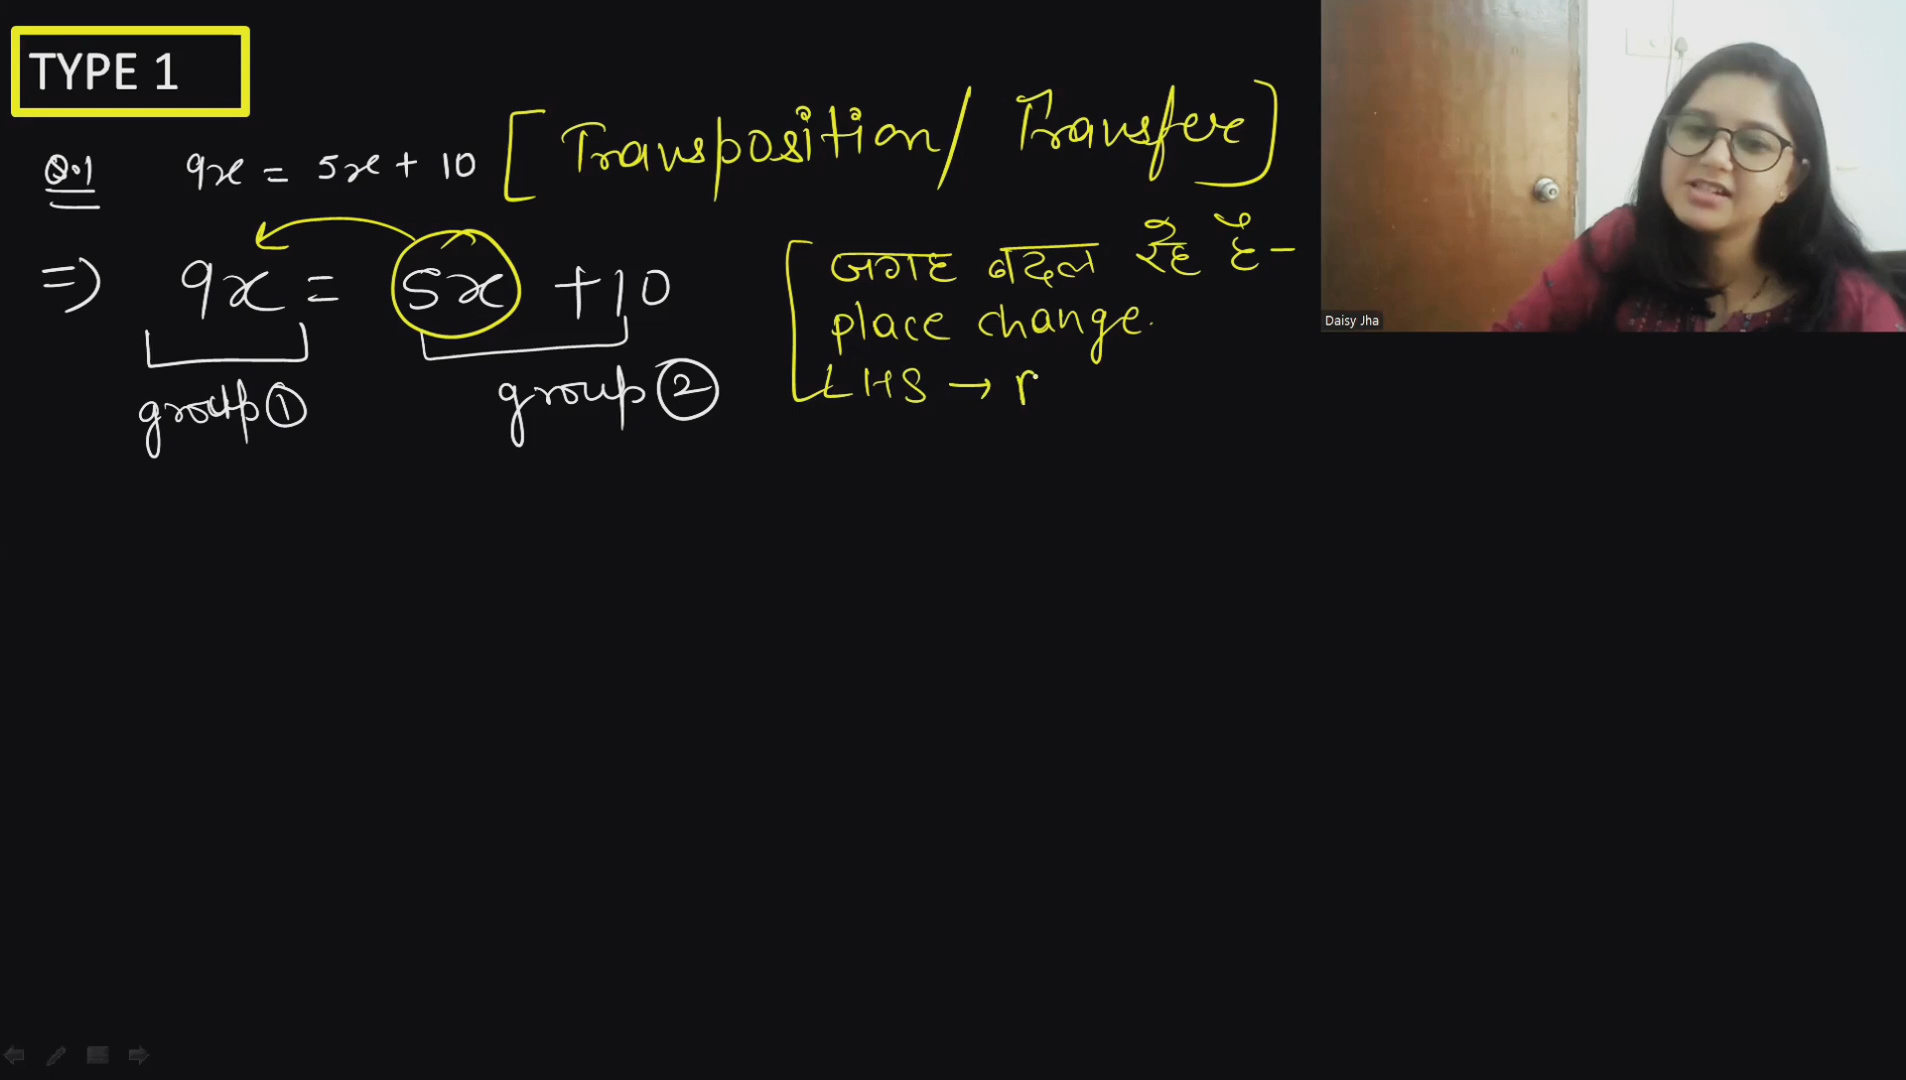 TYPE 1
[Transposition/ Transfer]
Q.1 9x = 5x + 10
=> 9x = 5x +10
group ① group ②
जगह बदल रहे है-
place change.
LHS → r
Daisy Jha